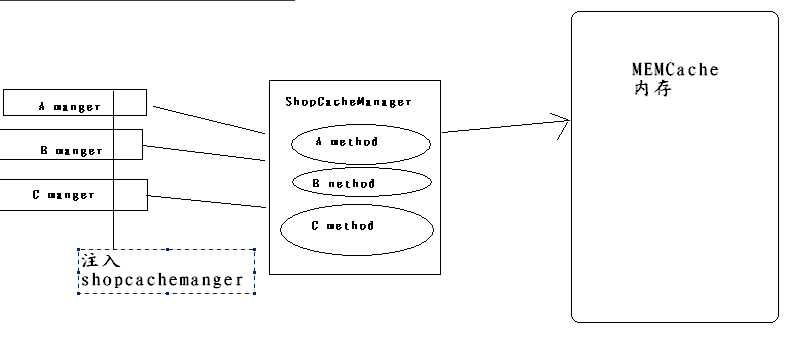 MEMCache
内存
ShopCacheManager
A manger
A method
B manger
B nethod
C manger
C method
注入
shopcachemanger